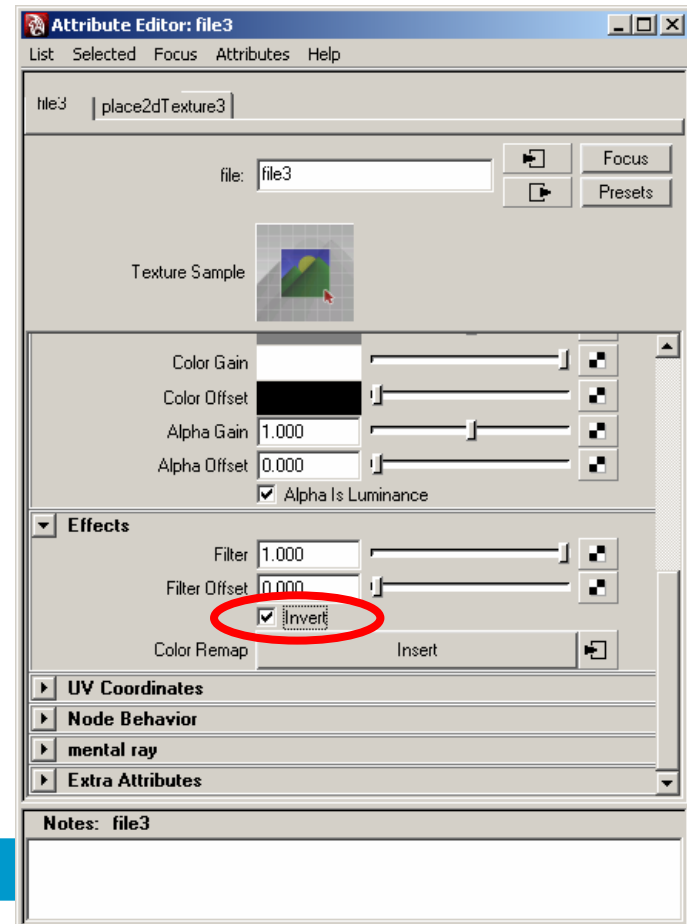 Attribute Editor: file3
List Selected Focus Attributes Help
file3 place2dTexture3
file: file3 Focus
Presets
Texture Sample
Color Gain
Color Offset
Alpha Gain 1.000
Alpha Offset 0.000
Alpha Is Luminance
Effects
Filter 1.000
Filter Offset 0.000
Invert
Color Remap Insert
UV Coordinates
Node Behavior
mental ray
Extra Attributes
Notes: file3